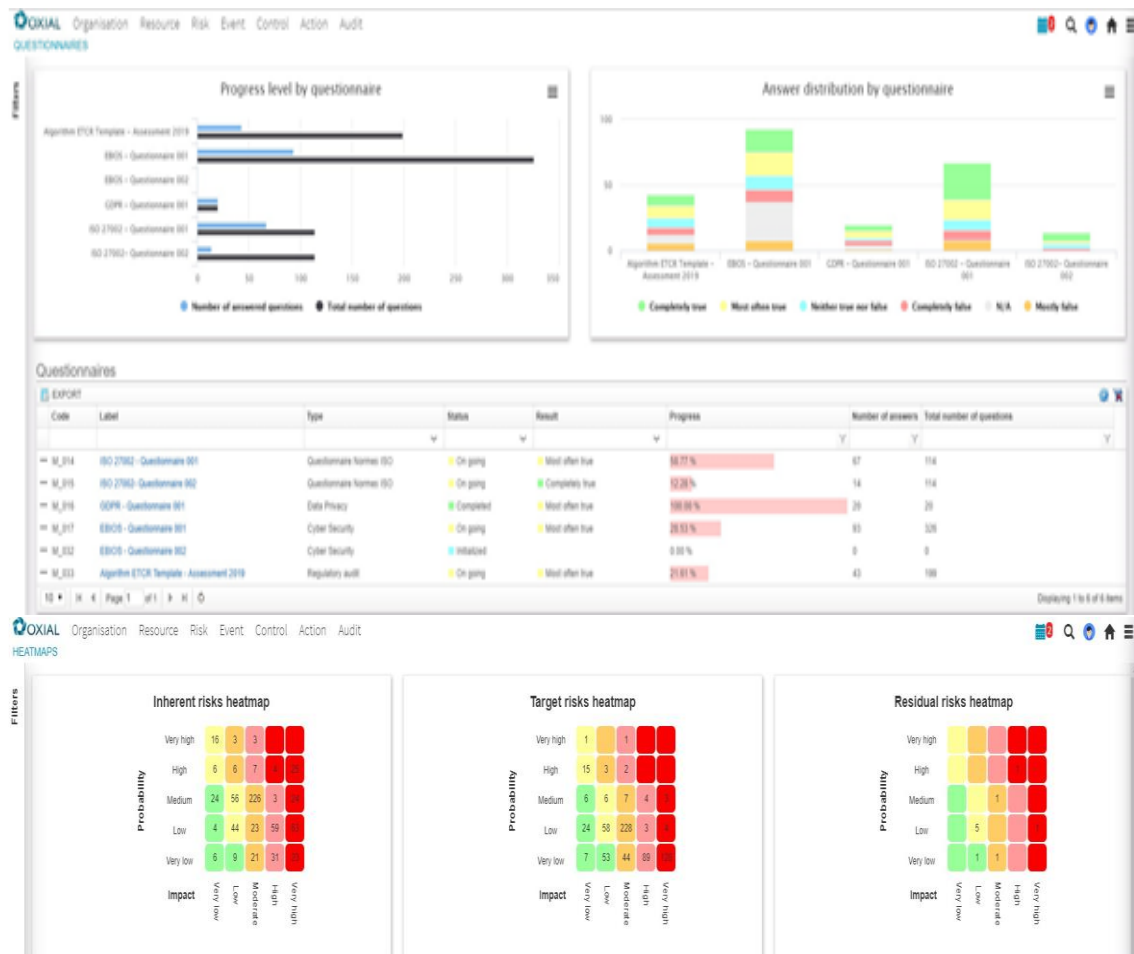 OXIAL Organisation Resource Risk Event Control Action Audit
QUESTIONNAIRES
Filters
Progress level by questionnaire
Algorithm ETCR Template - Assessment 2019
EBIOS - Questionnaire 001
EBIOS - Questionnaire 002
GDPR - Questionnaire 001
ISO 27002 - Questionnaire 001
ISO 27002- Questionnaire 002
0 50 100 150 200 250 300 350
Number of answered questions Total number of questions
Answer distribution by questionnaire
100
50
0
Algorithm ETCR Template - Assessment 2019
EBIOS - Questionnaire 001
GDPR - Questionnaire 001
ISO 27002 - Questionnaire 001
ISO 27002- Questionnaire 002
Completely true Most often true Neither true nor false Completely false N/A Mostly false
Questionnaires
EXPORT
Code Label Type Status Result Progress Number of answers Total number of questions
M_014 ISO 27002 - Questionnaire 001 Questionnaire Normes ISO On going Most often true 58.77 % 67 114
M_015 ISO 27002- Questionnaire 002 Questionnaire Normes ISO On going Completely true 12.28 % 14 114
M_016 GDPR - Questionnaire 001 Data Privacy Completed Most often true 100.00 % 20 20
M_017 EBIOS - Questionnaire 001 Cyber Security On going Most often true 93
M_032 EBIOS - Questionnaire 002 Cyber Security Initialized 0.00 % 0 0
M_033 Algorithm ETCR Template - Assessment 2019 Regulatory audit On going Most often true 43 199
10 Page 1 of 1
Displaying 1 to 6 of 6 items
OXIAL Organisation Resource Risk Event Control Action Audit
2
HEATMAPS
Filters
Inherent risks heatmap
Probability
Very high 16 3 3
High 6 6 7 4
Medium 24 56 226 3
Low 4 44 23 59
Very low 6 9 21 31
Impact Very low Low Moderate High Very high
Target risks heatmap
Probability
Very high 1 1
High 15 3 2
Medium 6 6 7 4
Low 24 58 228 3
Very low 7 53 44 89
Impact Very low Low Moderate High Very high
Residual risks heatmap
Probability
Very high
High 1
Medium 1
Low 5
Very low 1 1
Impact Very low Low Moderate High Very high